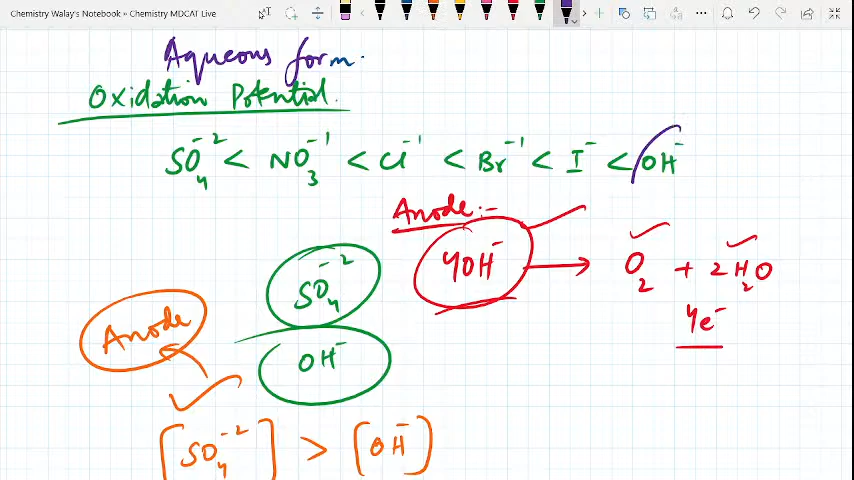 Chemistry Walay's Notebook » Chemistry MDCAT Live
Aqueous form.
Oxidation Potential.
SO₄⁻² < NO₃⁻¹ < Cl⁻¹ < Br⁻¹ < I⁻ < OH⁻
Anode:-
4OH⁻ → O₂ + 2H₂O
4e⁻
SO₄⁻²
OH⁻
Anode
[SO₄⁻²] > [OH⁻]